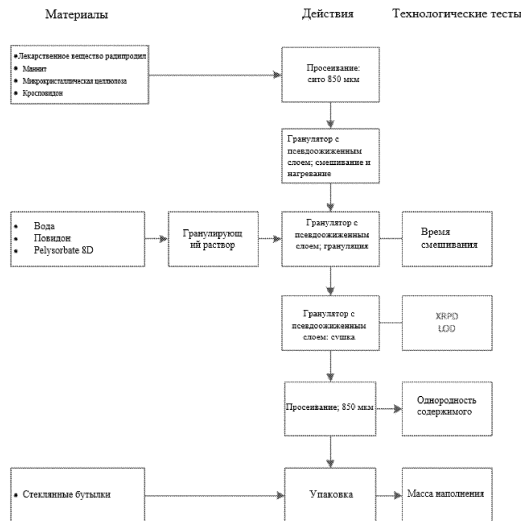 Материалы
Действия
Технологические тесты
•Лекарственное вещество радипродил
• Маннит
• Микрокристаллическая целлюлоза
• Кросповидон
Просеивание:
сито 850 мкм
Гранулятор с
псевдоожиженным
слоем; смешивание и
нагревание
• Вода
• Повидон
• Pelysorbate 8D
Гранулирующ
ий раствор
Гранулятор с
псевдоожиженным
слоем; грануляция
Время
смешивания
Гранулятор с
псевдоожиженным
слоем: сушка
XRPD
LOD
Просеивание; 850 мкм
Однородность
содержимого
• Стеклянные бутылки
Упаковка
Масса наполнения